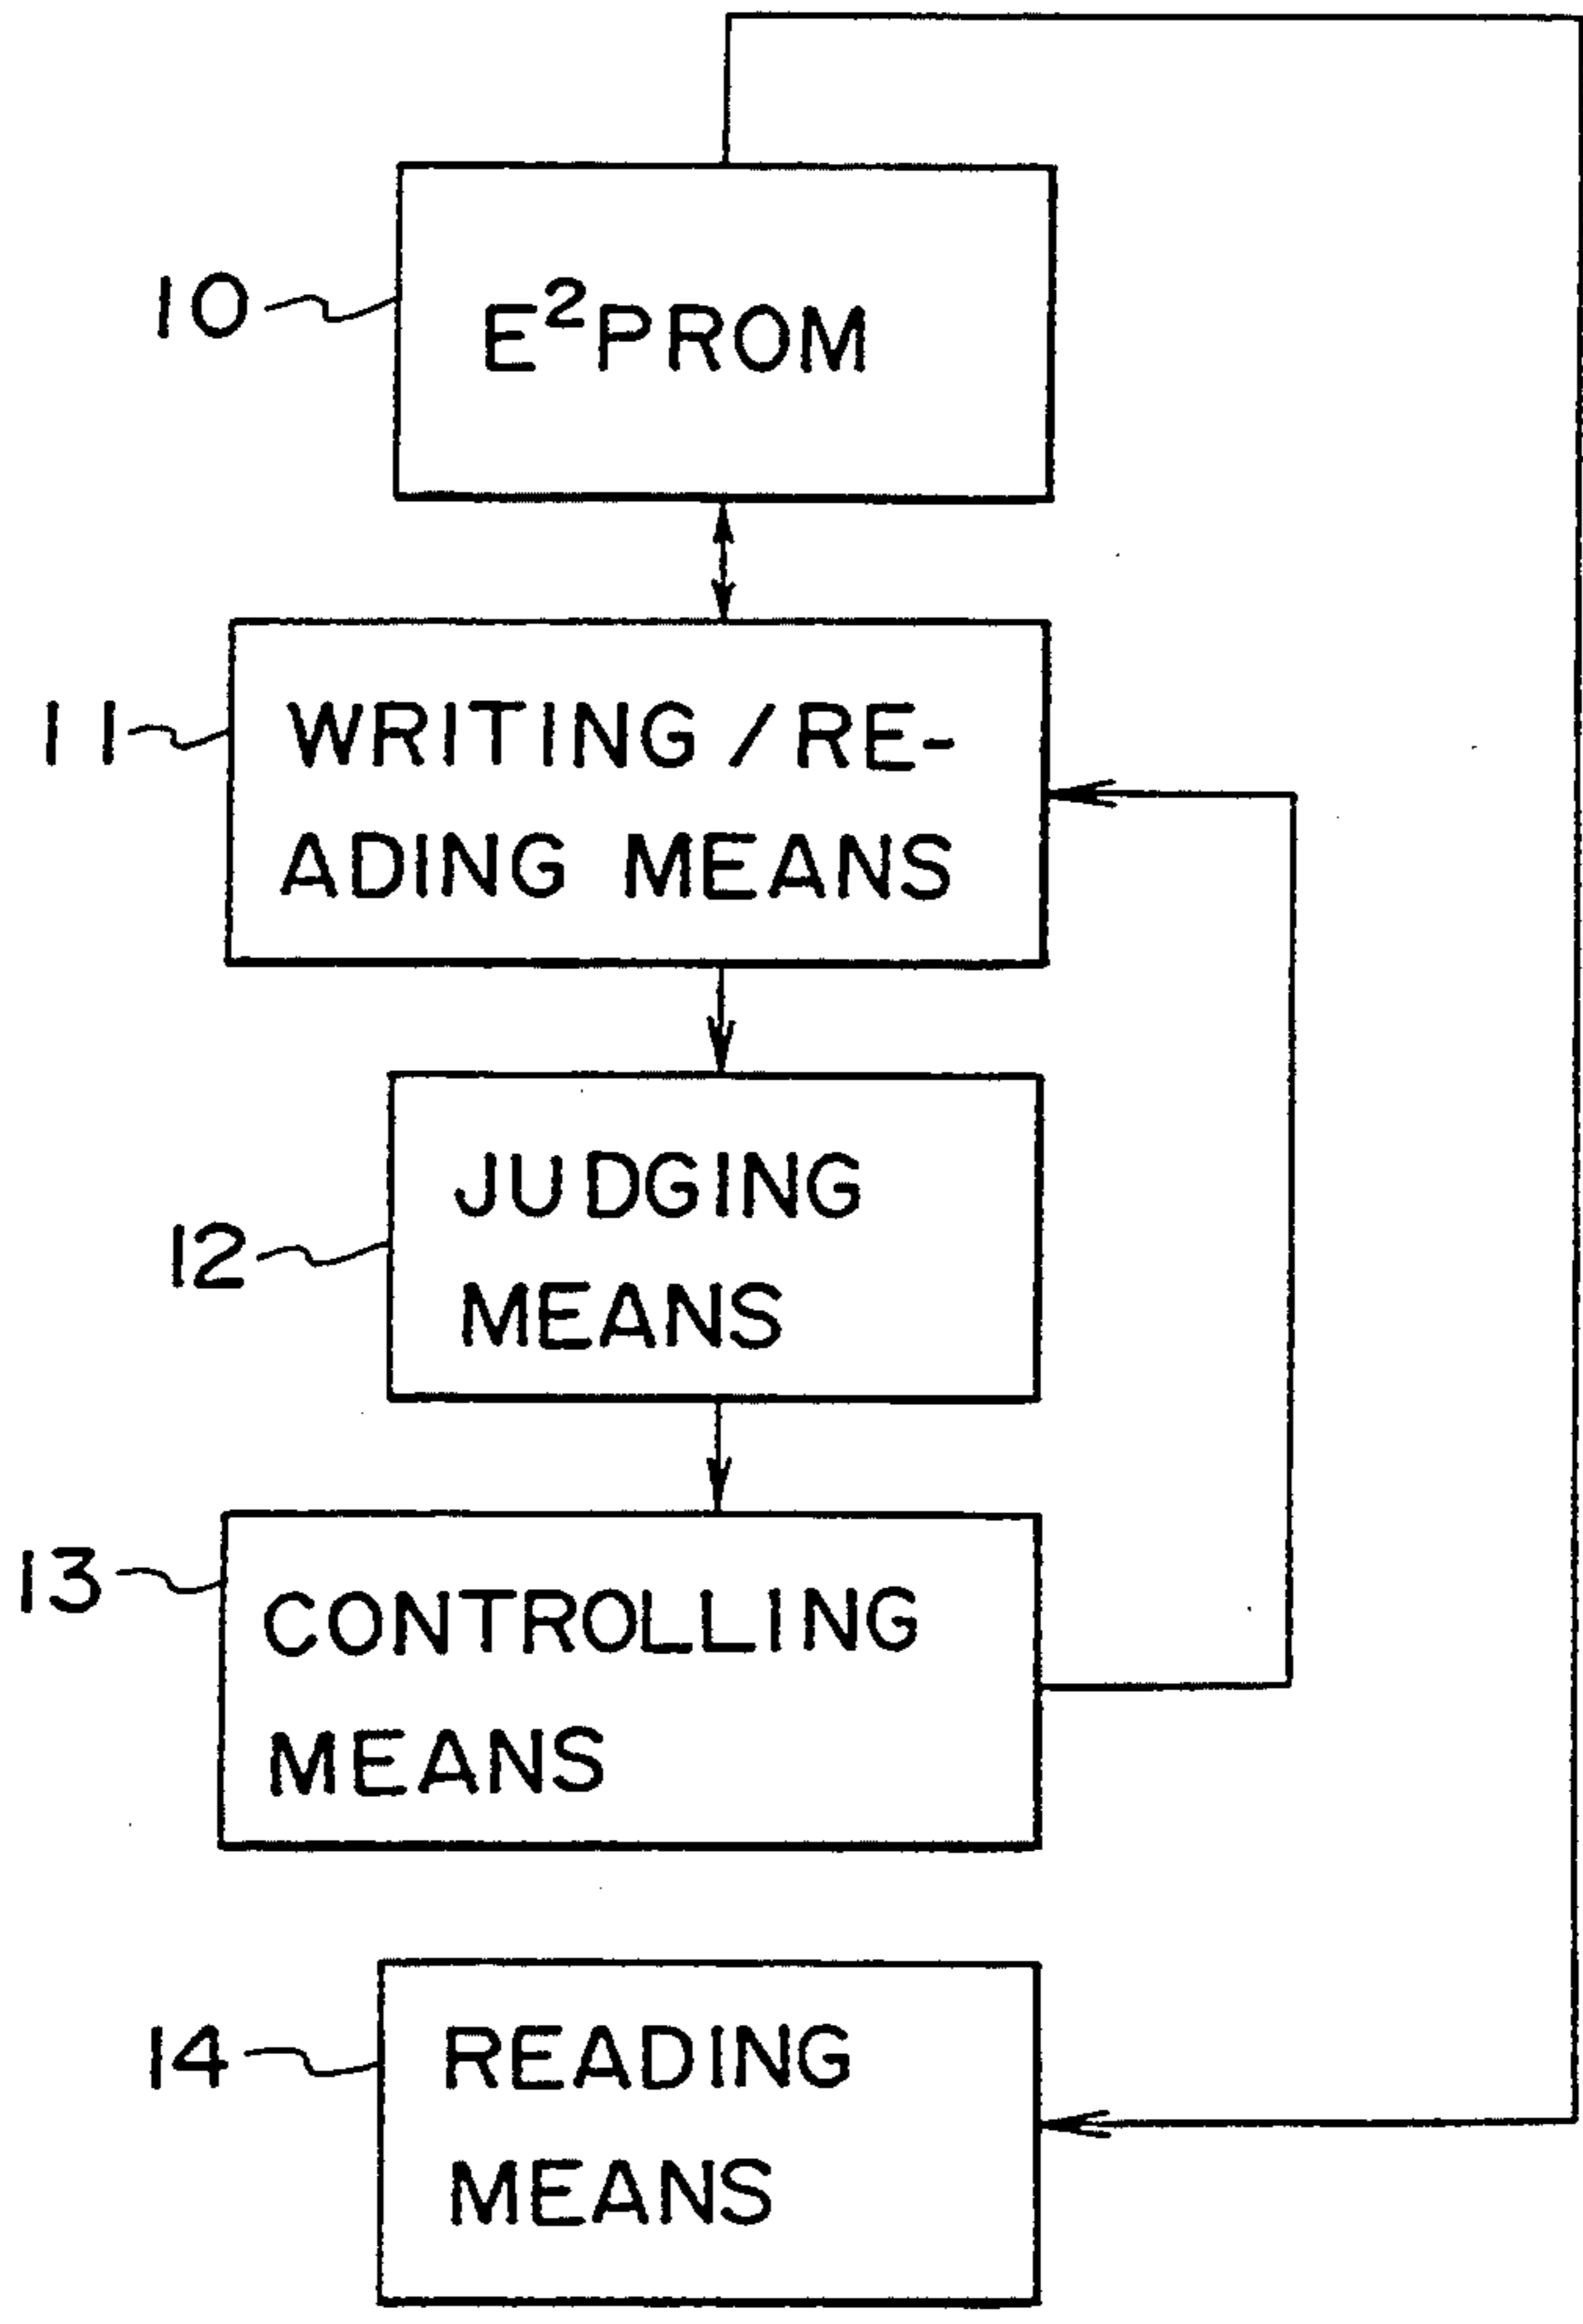 10
E²PROM
11
WRITING/RE-
ADING MEANS
12
JUDGING
MEANS
13
CONTROLLING
MEANS
14
READING
MEANS